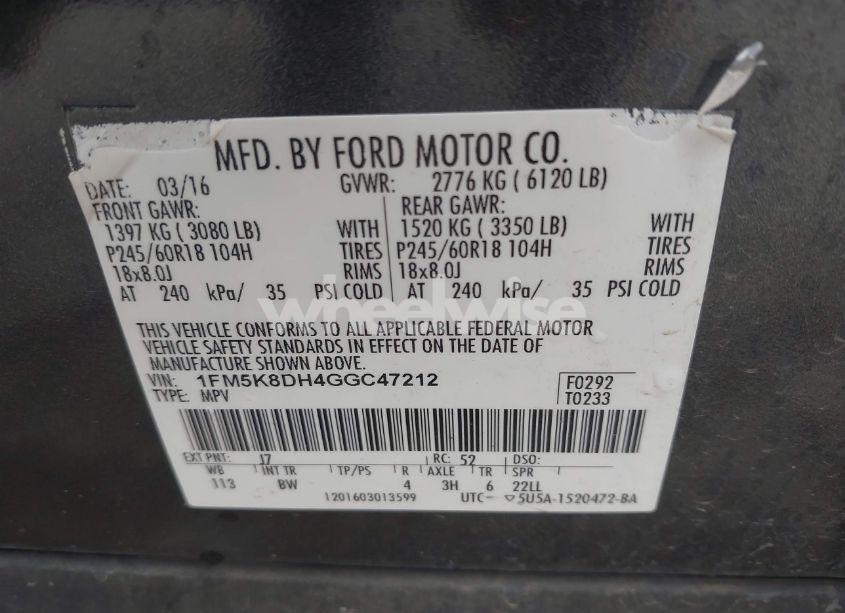 MFD. BY FORD MOTOR CO.
DATE: 03/16 GVWR: 2776 KG ( 6120 LB)
FRONT GAWR: REAR GAWR:
1397 KG ( 3080 LB) WITH 1520 KG ( 3350 LB) WITH
P245/60R18 104H TIRES P245/60R18 104H TIRES
18x8.0J RIMS 18x8.0J RIMS
AT 240 kPa/ 35 PSI COLD AT 240 kPa/ 35 PSI COLD
wheelwise
THIS VEHICLE CONFORMS TO ALL APPLICABLE FEDERAL MOTOR
VEHICLE SAFETY STANDARDS IN EFFECT ON THE DATE OF
MANUFACTURE SHOWN ABOVE.
VIN: 1FM5K8DH4GGC47212 F0292
TYPE: MPV T0233
EXT PNT: J7 RC: 52 DSO:
WB INT TR TP/PS R AXLE TR SPR
113 BW 4 3H 6 22LL
1201603013599 UTC- ▽5U5A-1520472-BA